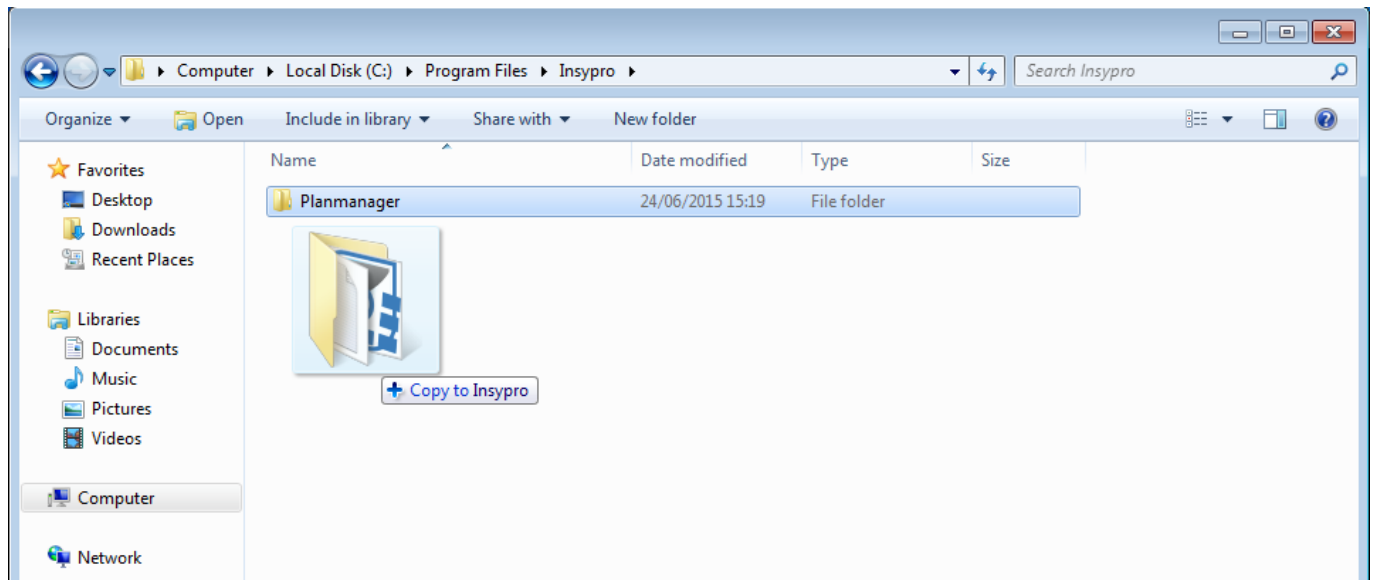 Computer Local Disk (C:) Program Files Insypro Search Insypro
Organize Open Include in library Share with New folder
Favorites
Desktop
Downloads
Recent Places
Libraries
Documents
Music
Pictures
Videos
Computer
Network
Name Date modified Type Size
Planmanager 24/06/2015 15:19 File folder
Copy to Insypro